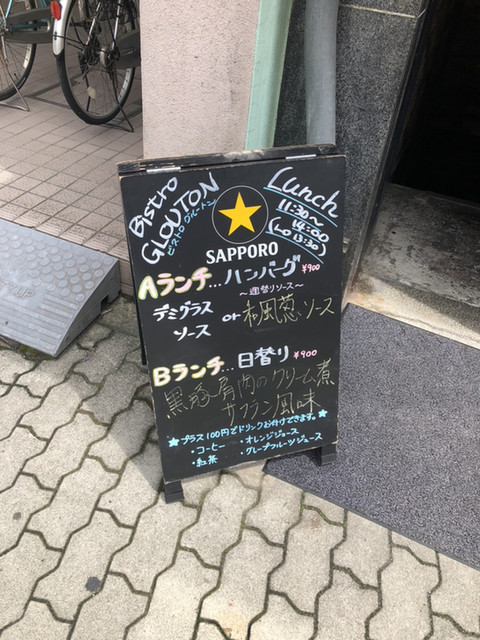 Bistro
GLOUTON
ビストロ グルートン
Lunch
11:30～
14:00
(Lo 13:30)
SAPPORO
Aランチ…ハンバーグ ¥900
～週替りソース～
デミグラス
ソース
or 和風葱ソース
Bランチ…日替り ¥900
黒豚肩肉のクリーム煮
サフラン風味
★プラス100円でドリンクお付けできます。★
・コーヒー ・オレンジジュース
・紅茶 ・グレープフルーツジュース